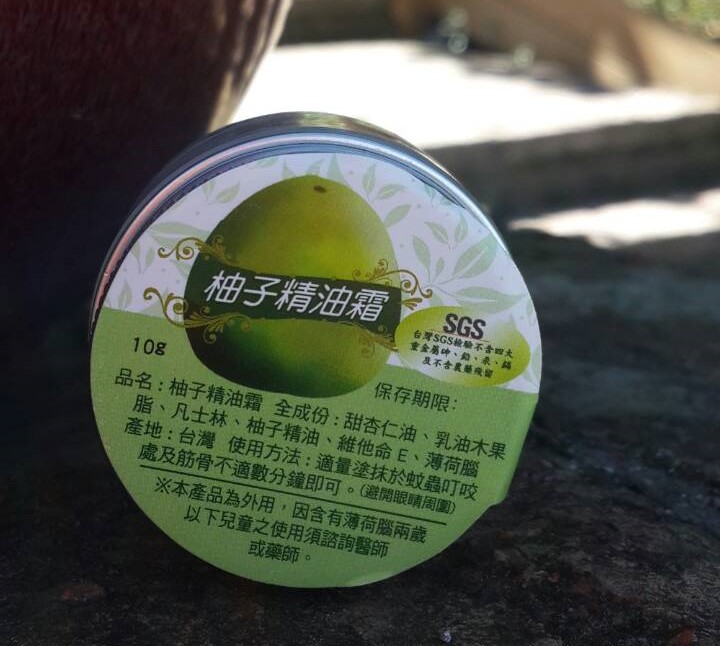 柚子精油霜
SGS
台灣SGS檢驗不含四大
重金屬砷、鉛、汞、鎘
及不含農藥殘留
10g
保存期限：
品名：柚子精油霜 全成份：甜杏仁油、乳油木果
脂、凡士林、柚子精油、維他命 E、薄荷腦
產地：台灣 使用方法：適量塗抹於蚊蟲叮咬
處及筋骨不適數分鐘即可。(避開眼睛周圍)
※本產品為外用，因含有薄荷腦兩歲
以下兒童之使用須諮詢醫師
或藥師。